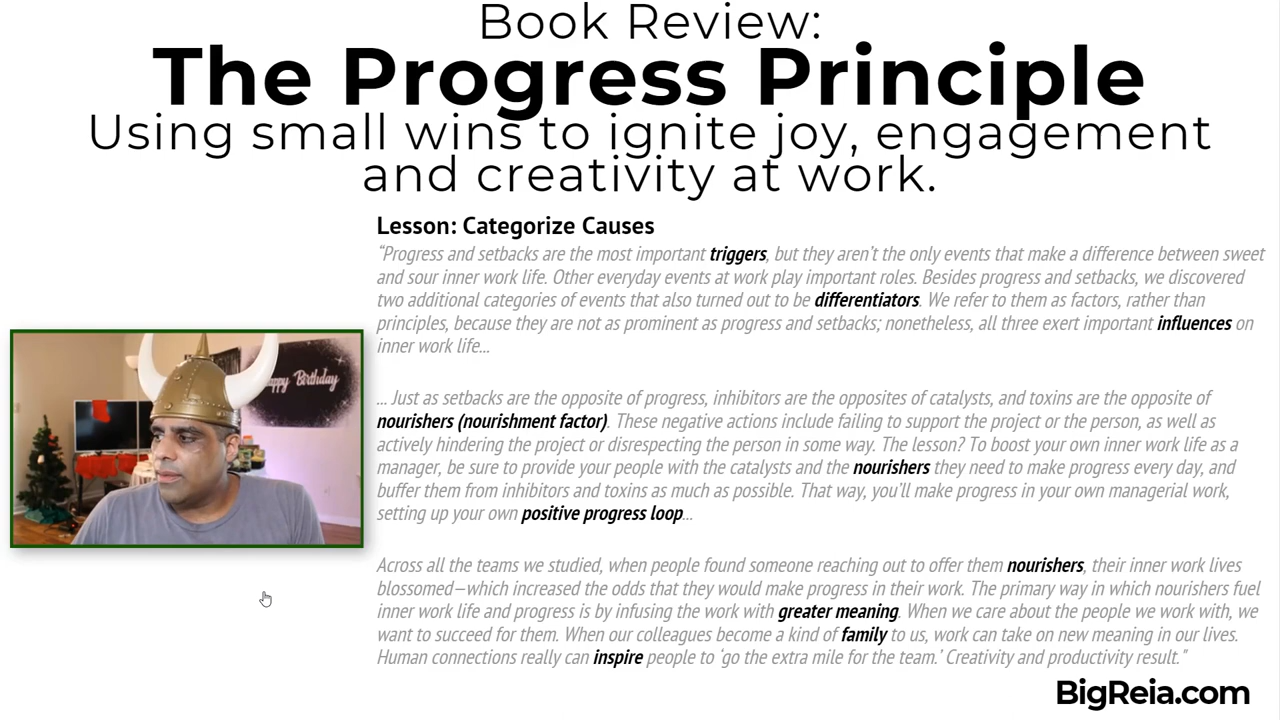 Book Review:
The Progress Principle
Using small wins to ignite joy, engagement
and creativity at work.
Lesson: Categorize Causes
“Progress and setbacks are the most important triggers, but they aren’t the only events that make a difference between sweet
and sour inner work life. Other everyday events at work play important roles. Besides progress and setbacks, we discovered
two additional categories of events that also turned out to be differentiators. We refer to them as factors, rather than
principles, because they are not as prominent as progress and setbacks; nonetheless, all three exert important influences on
inner work life...
... Just as setbacks are the opposite of progress, inhibitors are the opposites of catalysts, and toxins are the opposite of
nourishers (nourishment factor). These negative actions include failing to support the project or the person, as well as
actively hindering the project or disrespecting the person in some way. The lesson? To boost your own inner work life as a
manager, be sure to provide your people with the catalysts and the nourishers they need to make progress every day, and
buffer them from inhibitors and toxins as much as possible. That way, you’ll make progress in your own managerial work,
setting up your own positive progress loop...
Across all the teams we studied, when people found someone reaching out to offer them nourishers, their inner work lives
blossomed—which increased the odds that they would make progress in their work. The primary way in which nourishers fuel
inner work life and progress is by infusing the work with greater meaning. When we care about the people we work with, we
want to succeed for them. When our colleagues become a kind of family to us, work can take on new meaning in our lives.
Human connections really can inspire people to ‘go the extra mile for the team.’ Creativity and productivity result."
Birthday
BigReia.com